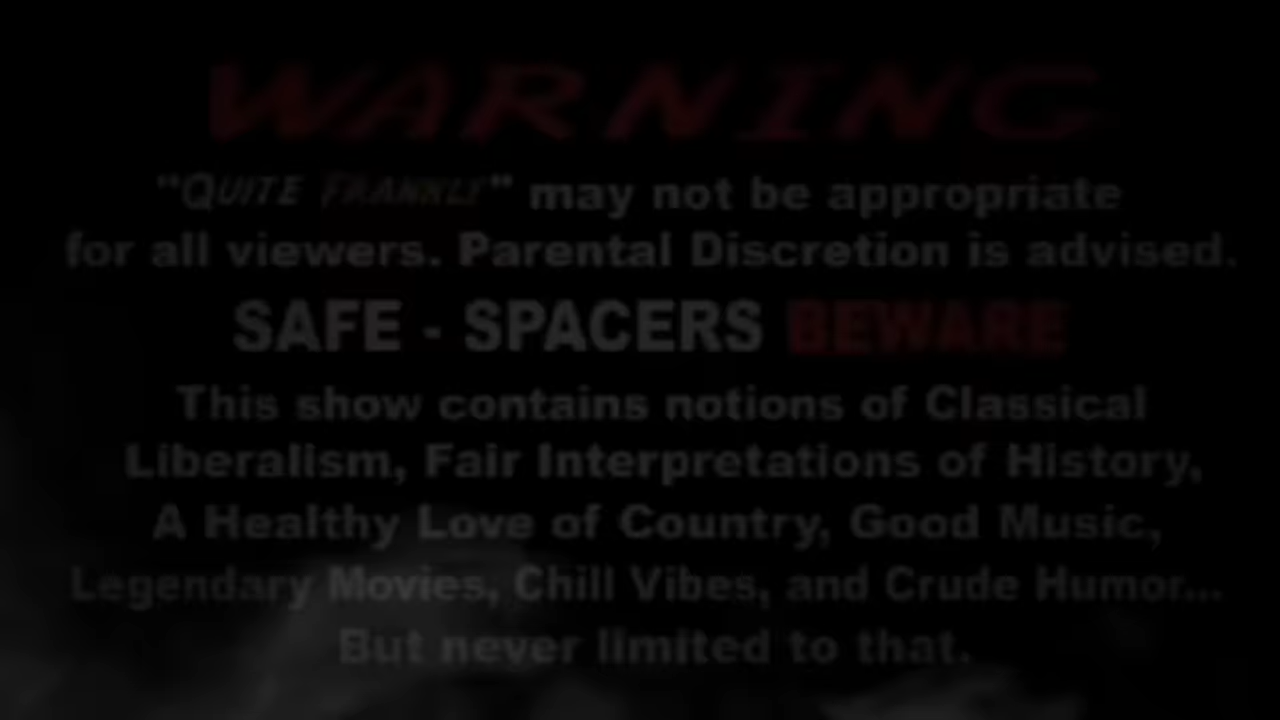 WARNING
"QUITE FRANKLY" may not be appropriate
for all viewers. Parental Discretion is advised.
SAFE - SPACERS BEWARE
This show contains notions of Classical
Liberalism, Fair Interpretations of History,
A Healthy Love of Country, Good Music,
Legendary Movies, Chill Vibes, and Crude Humor...
But never limited to that.